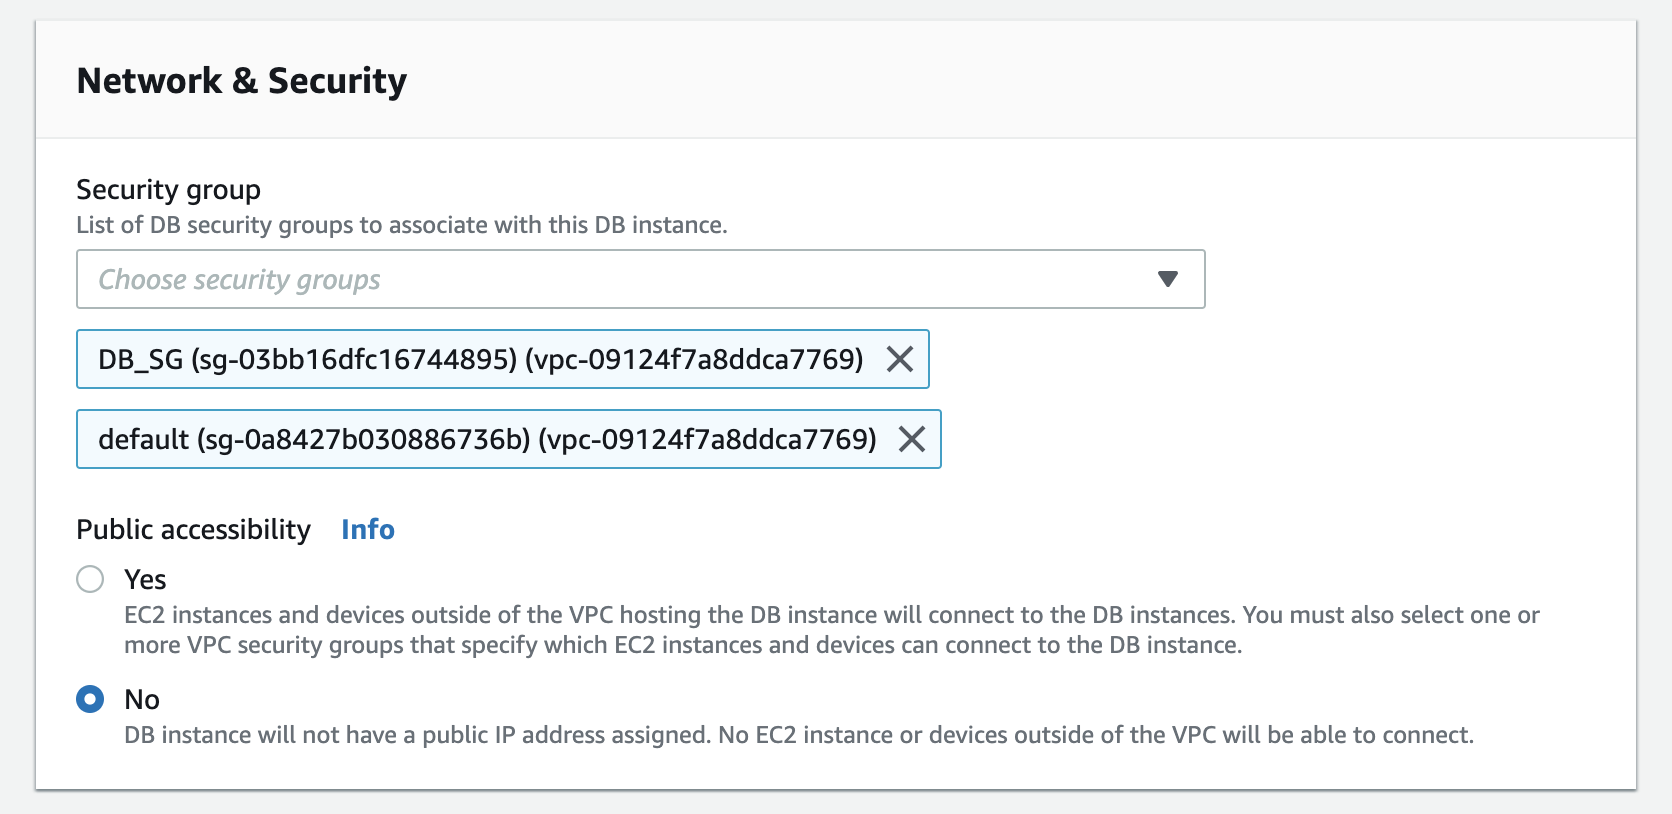 Network & Security
Security group
List of DB security groups to associate with this DB instance.
Choose security groups
DB_SG (sg-03bb16dfc16744895) (vpc-09124f7a8ddca7769)
default (sg-0a8427b030886736b) (vpc-09124f7a8ddca7769)
Public accessibility Info
Yes
EC2 instances and devices outside of the VPC hosting the DB instance will connect to the DB instances. You must also select one or
more VPC security groups that specify which EC2 instances and devices can connect to the DB instance.
No
DB instance will not have a public IP address assigned. No EC2 instance or devices outside of the VPC will be able to connect.